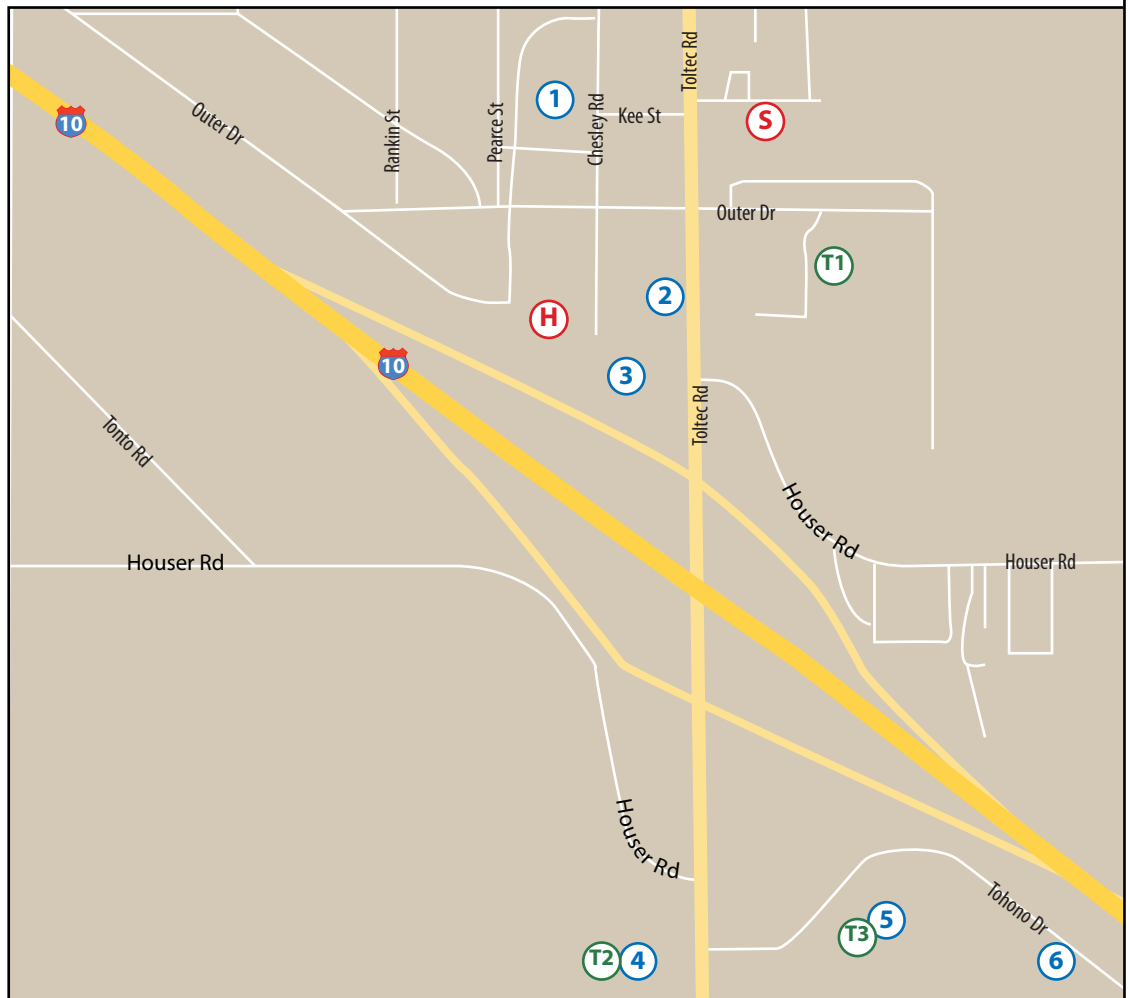 Toltec Rd
1
10
S
Outer Dr
Rankin St
Pearce St
Chesley Rd
Kee St
Outer Dr
T1
2
H
10
3
Toltec Rd
Tonto Rd
Houser Rd
Houser Rd
Houser Rd
Houser Rd
Tohono Dr
5
T3
T2
4
6